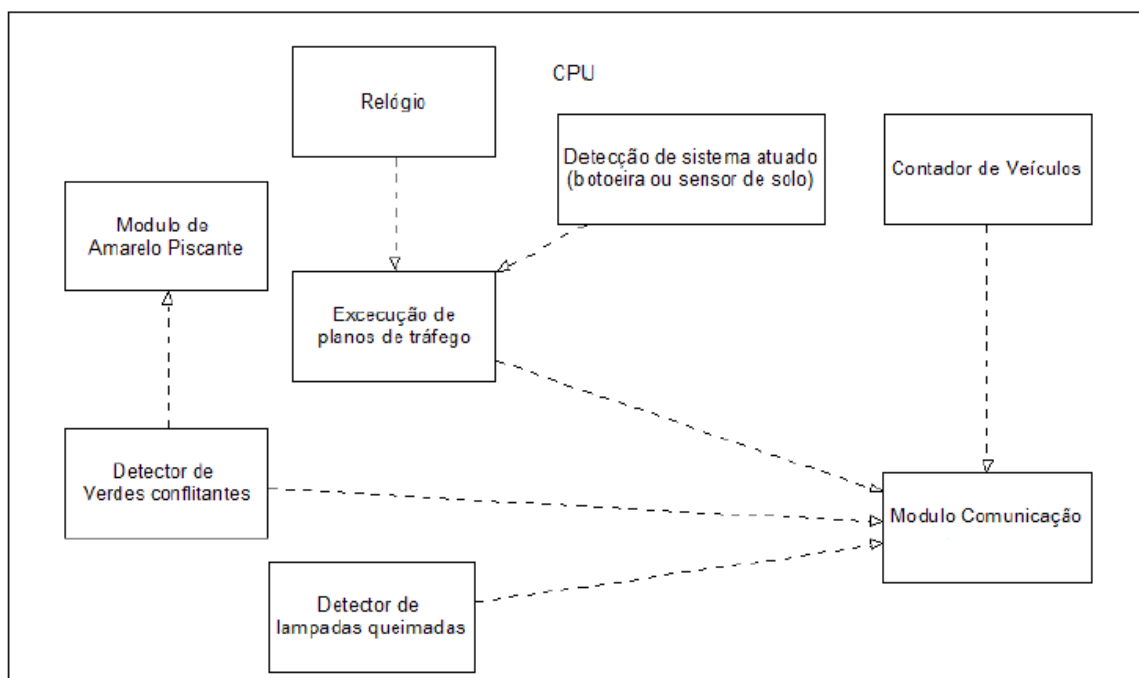 CPU
Relógio
Detecção de sistema atuado
(botoeira ou sensor de solo)
Contador de Veículos
Modulo de
Amarelo Piscante
Excecução de
planos de tráfego
Detector de
Verdes conflitantes
Modulo Comunicação
Detector de
lampadas queimadas